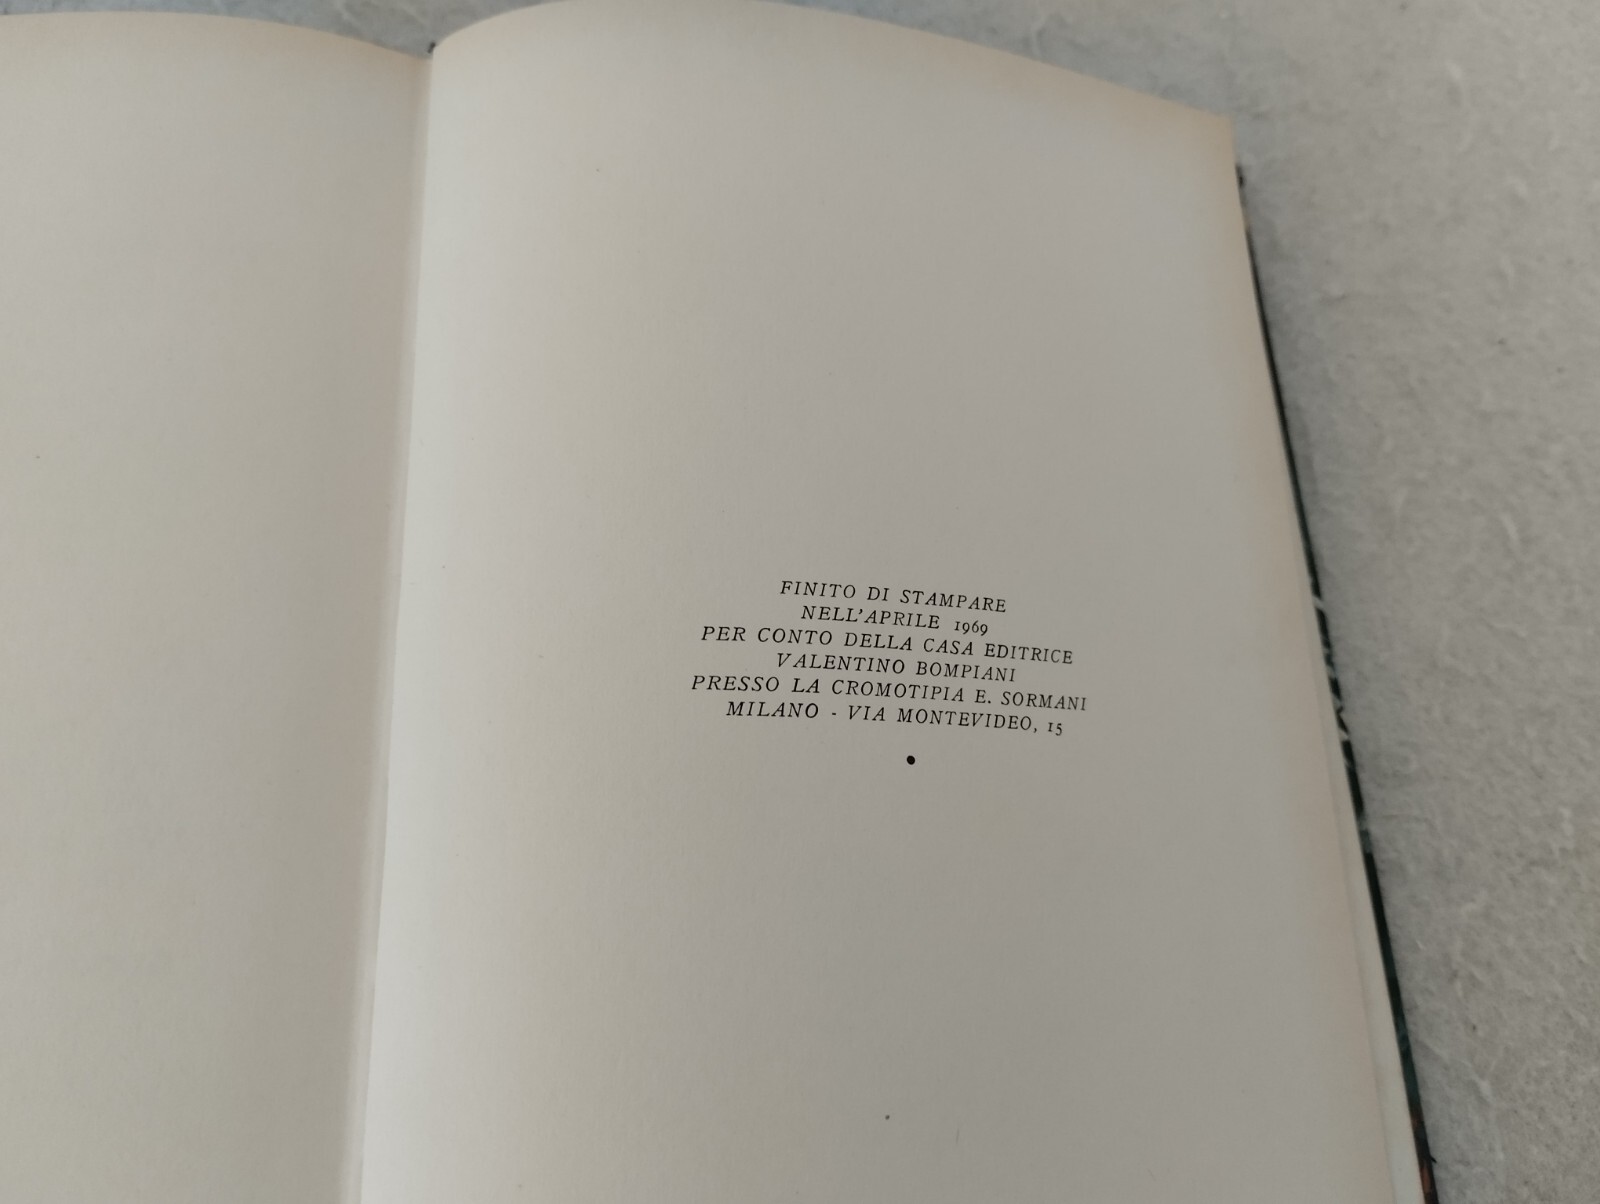 FINITO DI STAMPARE
NELL'APRILE 1969
PER CONTO DELLA CASA EDITRICE
VALENTINO BOMPIANI
PRESSO LA CROMOTIPIA E. SORMANI
MILANO - VIA MONTEVIDEO, 15